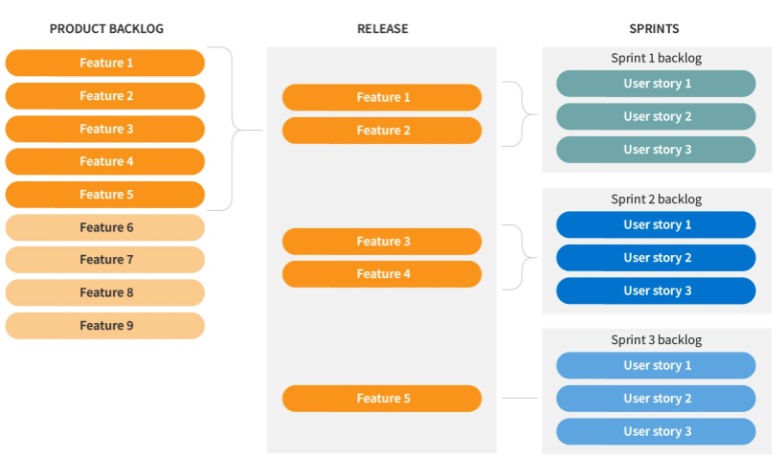 PRODUCT BACKLOG
Feature 1
Feature 2
Feature 3
Feature 4
Feature 5
Feature 6
Feature 7
Feature 8
Feature 9
RELEASE
Feature 1
Feature 2
Feature 3
Feature 4
Feature 5
SPRINTS
Sprint 1 backlog
User story 1
User story 2
User story 3
Sprint 2 backlog
User story 1
User story 2
User story 3
Sprint 3 backlog
User story 1
User story 2
User story 3